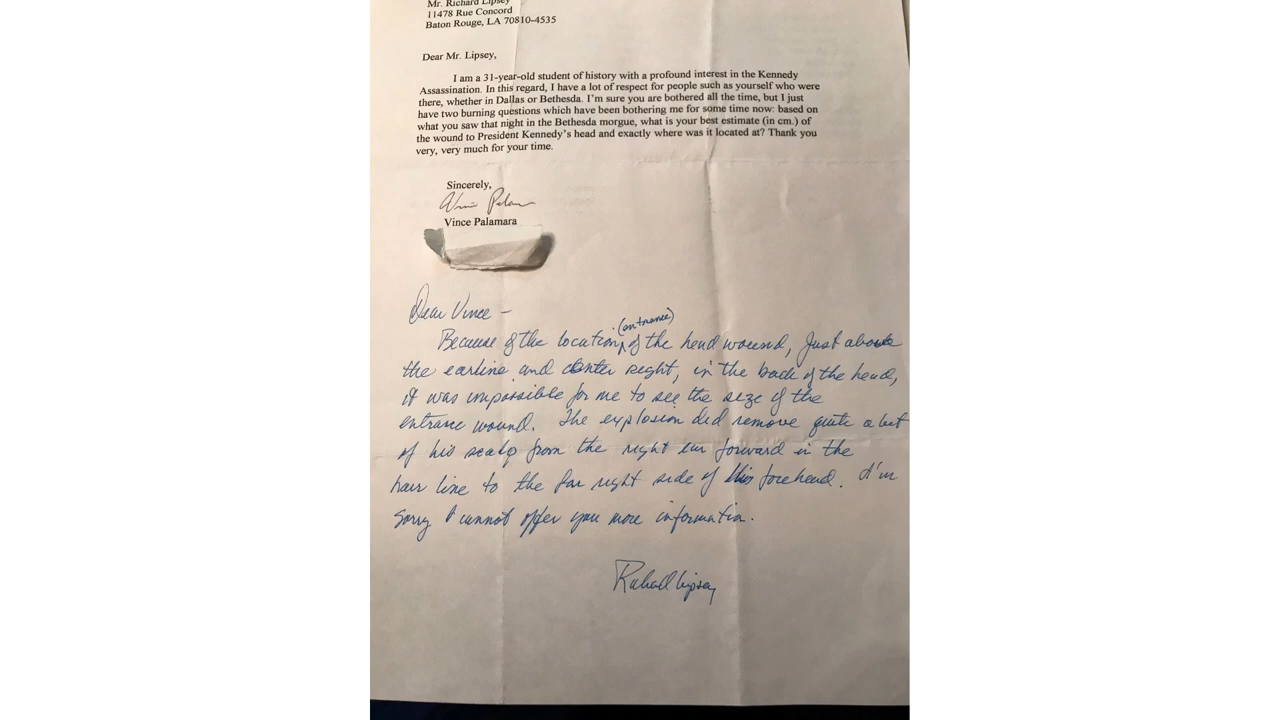 Mr. Richard Lipsey
11478 Rue Concord
Baton Rouge, LA 70810-4535
Dear Mr. Lipsey,
I am a 31-year-old student of history with a profound interest in the Kennedy
Assassination. In this regard, I have a lot of respect for people such as yourself who were
there, whether in Dallas or Bethesda. I'm sure you are bothered all the time, but I just
have two burning questions which have been bothering me for some time now: based on
what you saw that night in the Bethesda morgue, what is your best estimate (in cm.) of
the wound to President Kennedy's head and exactly where was it located at? Thank you
very, very much for your time.
Sincerely,
Vince Palamara
Vince Palamara
Dear Vince -
(entrance)
Because of the location of the head wound, just above
the earline and center right, in the back of the head,
it was impossible for me to see the size of the
entrance wound. The explosion did remove quite a bit
of his scalp from the right ear forward in the
hair line to the far right side of his forehead. I'm
sorry I cannot offer you more information.
Richard Lipsey